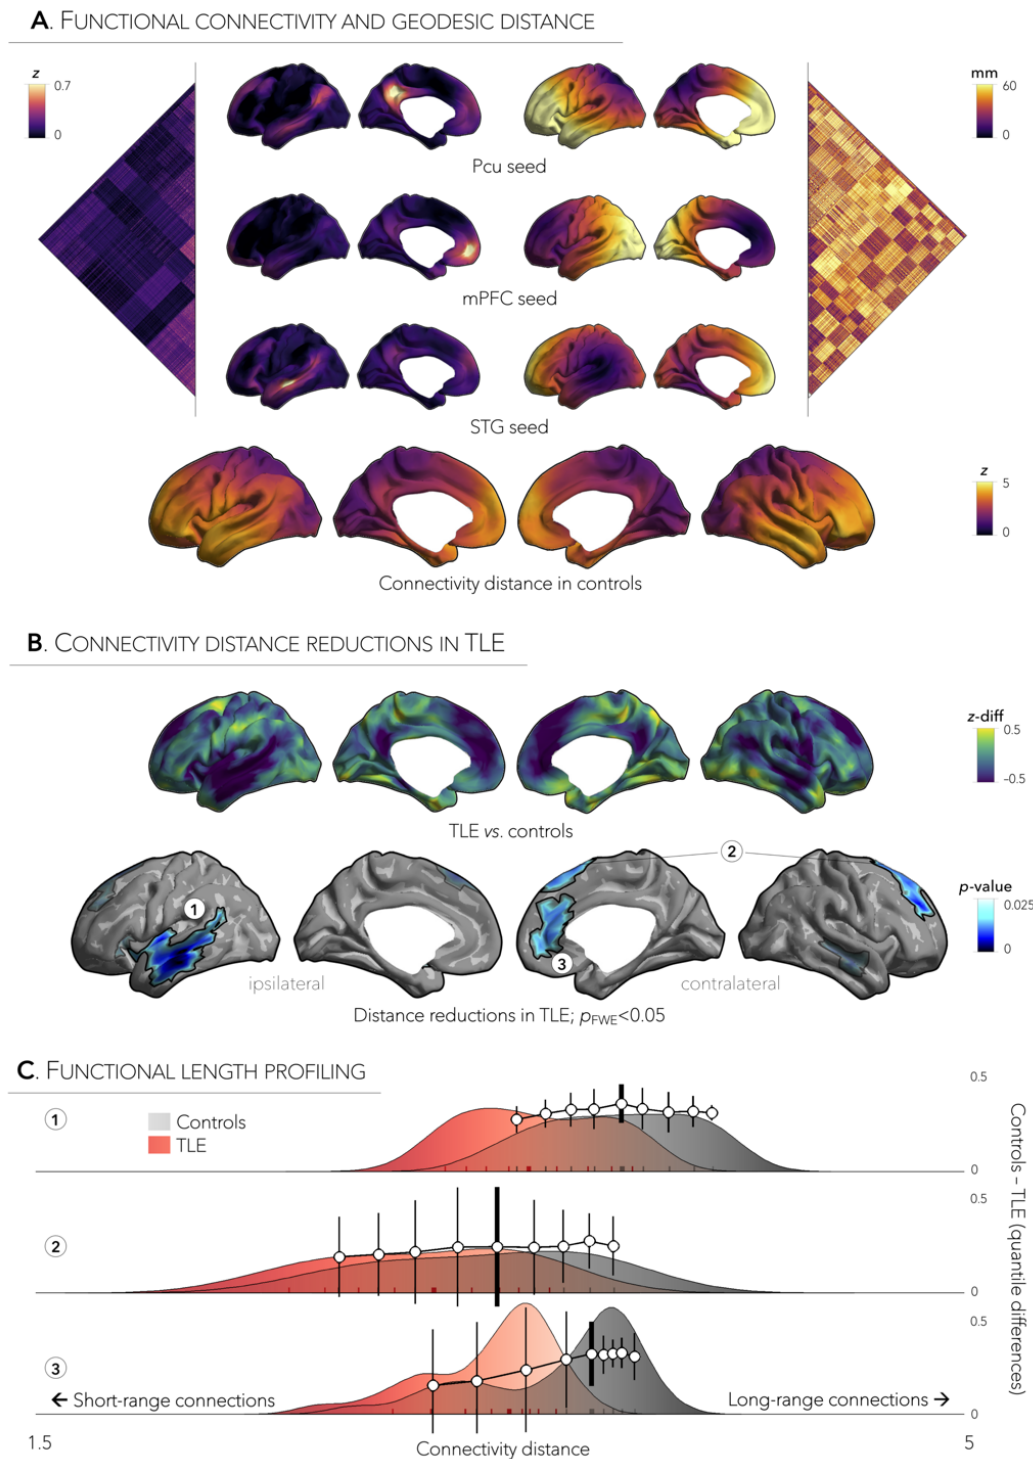 A. FUNCTIONAL CONNECTIVITY AND GEODESIC DISTANCE
z
0.7
0
mm
60
0
Pcu seed
mPFC seed
STG seed
z
5
0
Connectivity distance in controls
B. CONNECTIVITY DISTANCE REDUCTIONS IN TLE
z-diff
0.5
-0.5
TLE vs. controls
2
1
3
p-value
0.025
0
ipsilateral
contralateral
Distance reductions in TLE; pFWE<0.05
C. FUNCTIONAL LENGTH PROFILING
1
Controls
TLE
0.5
0
2
0.5
0
3
0.5
0
← Short-range connections
Long-range connections →
1.5
Connectivity distance
5
Controls – TLE (quantile differences)